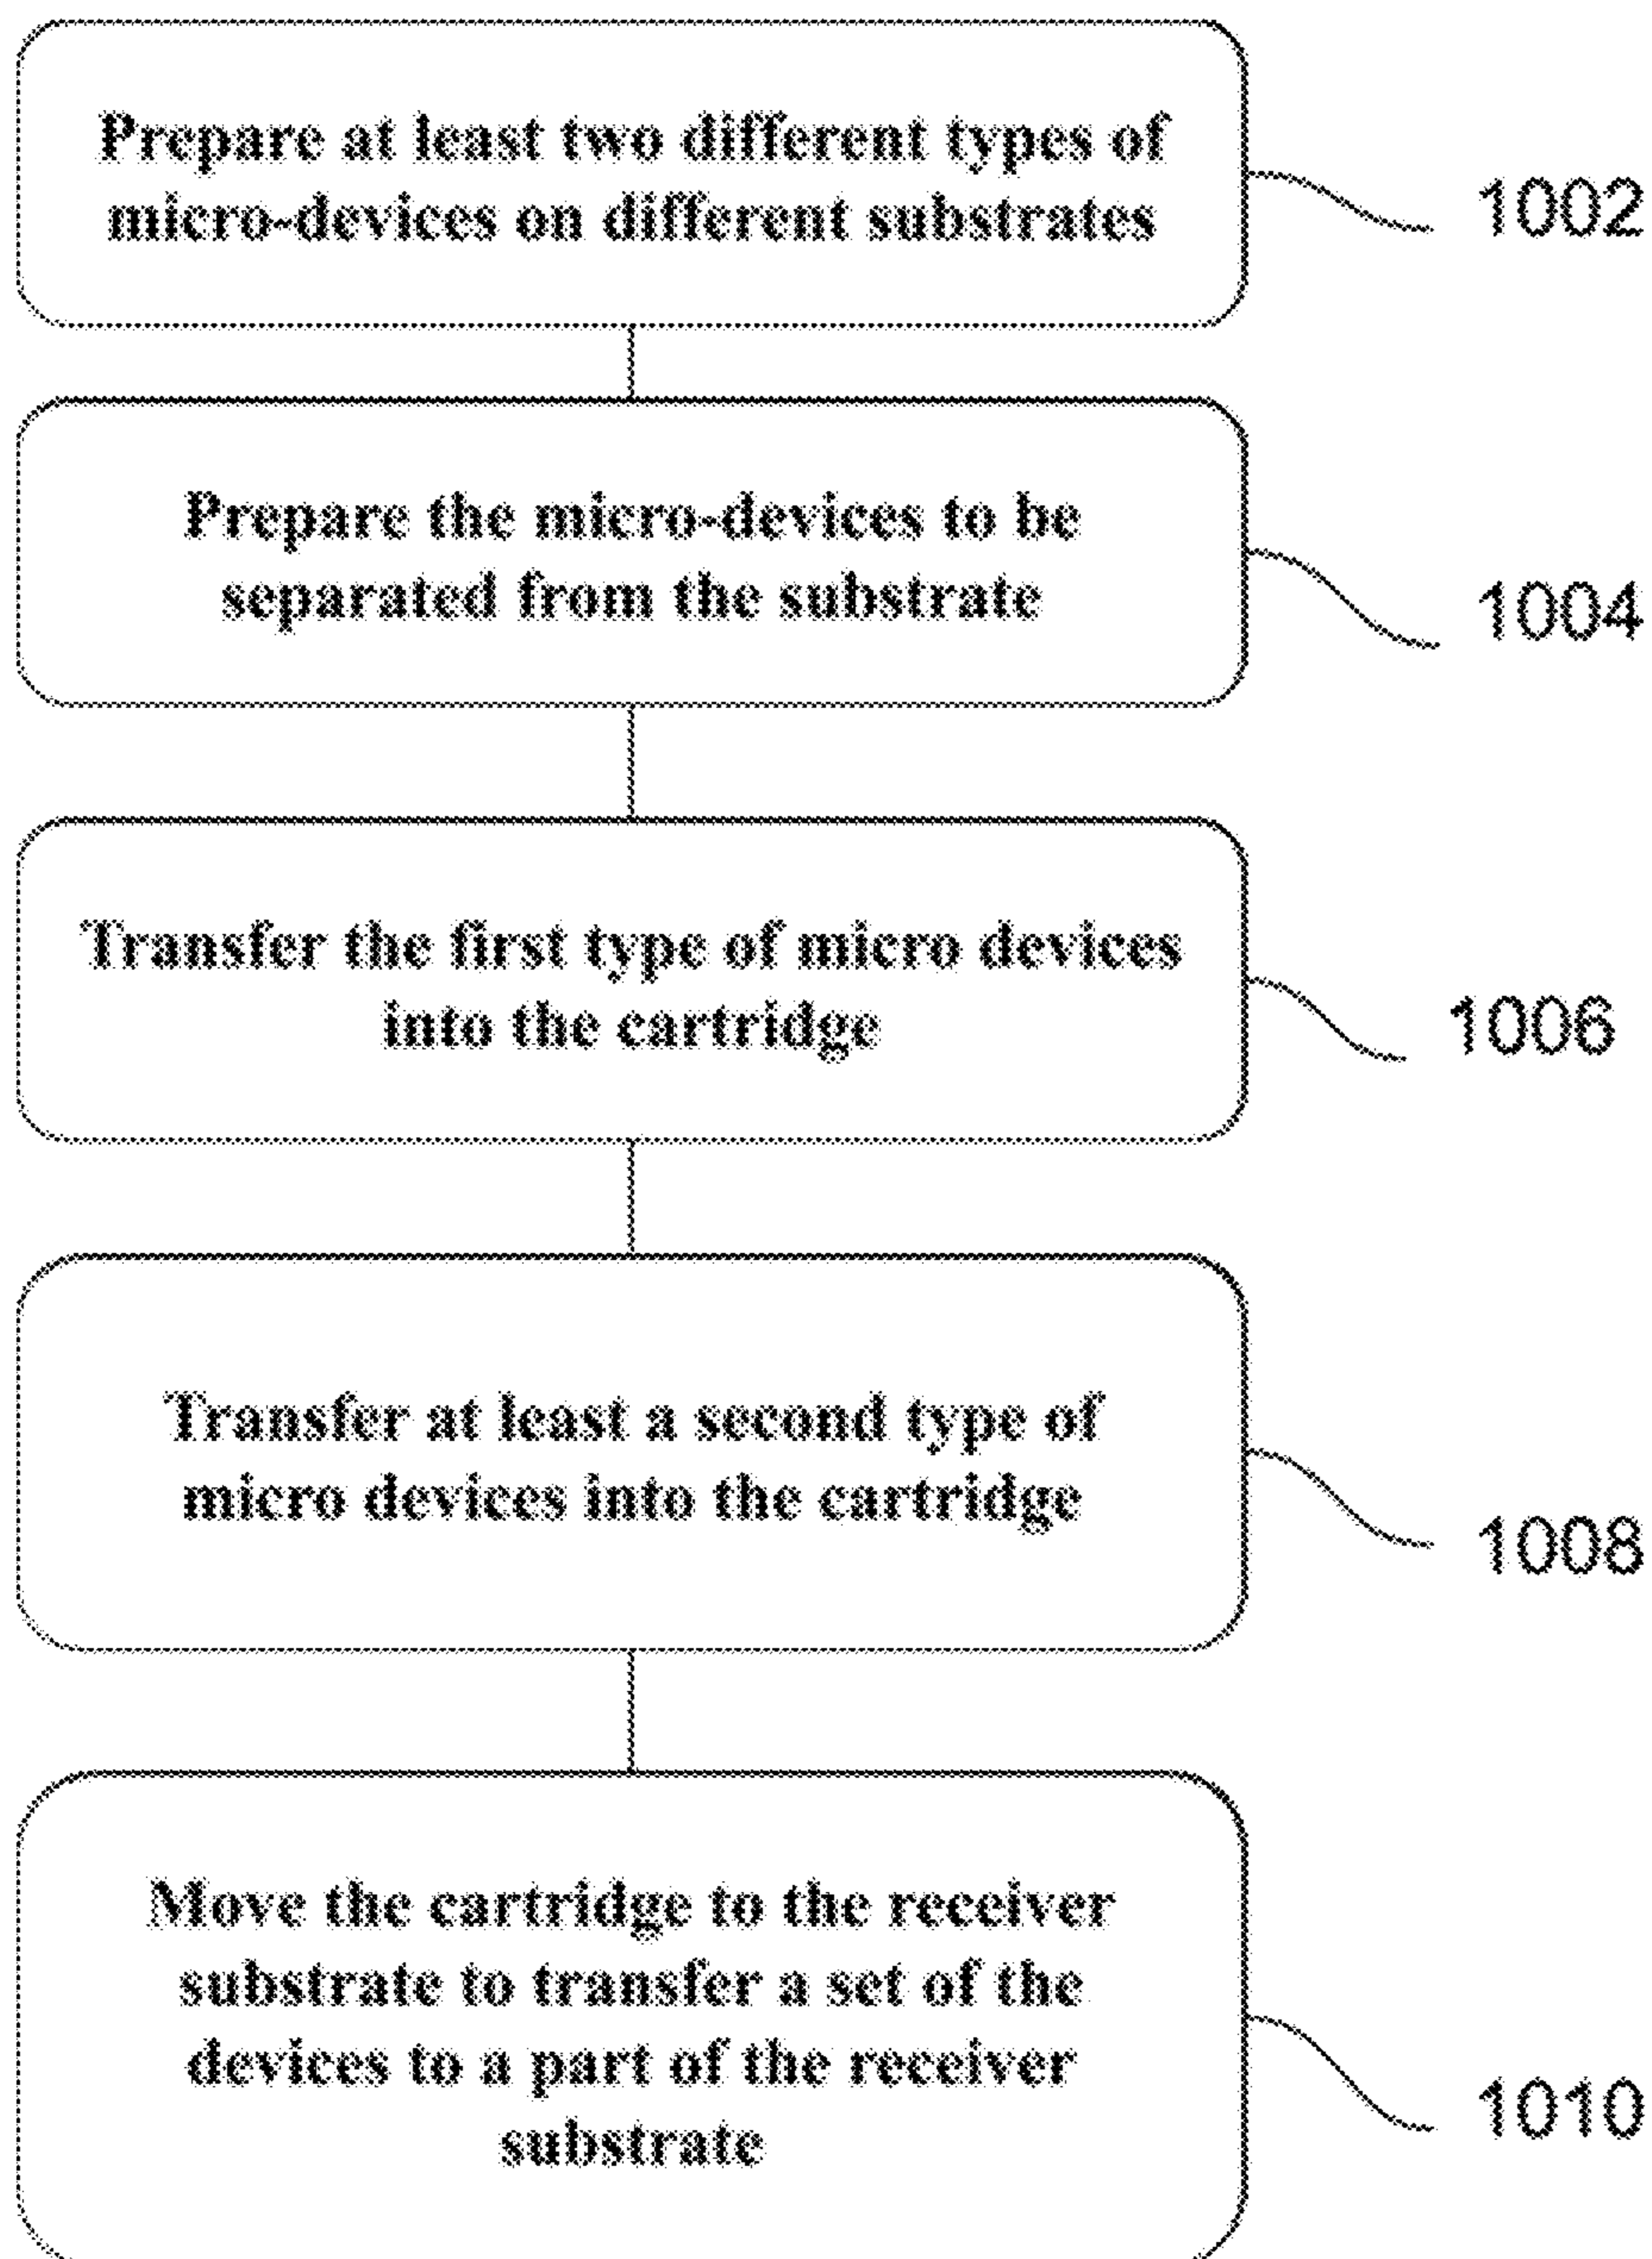 Prepare at least two different types of
micro-devices on different substrates
1002
Prepare the micro-devices to be
separated from the substrate
1004
Transfer the first type of micro devices
into the cartridge
1006
Transfer at least a second type of
micro devices into the cartridge
1008
Move the cartridge to the receiver
substrate to transfer a set of the
devices to a part of the receiver
substrate
1010